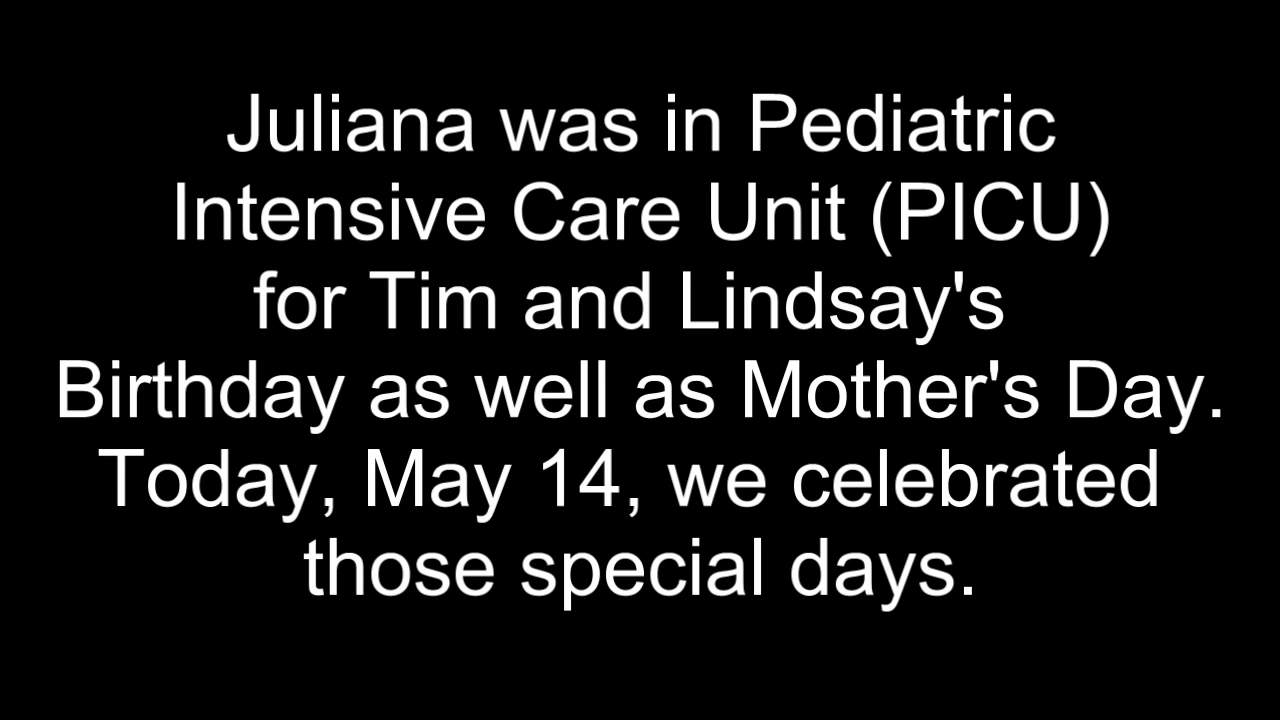 Juliana was in Pediatric
Intensive Care Unit (PICU)
for Tim and Lindsay's
Birthday as well as Mother's Day.
Today, May 14, we celebrated
those special days.